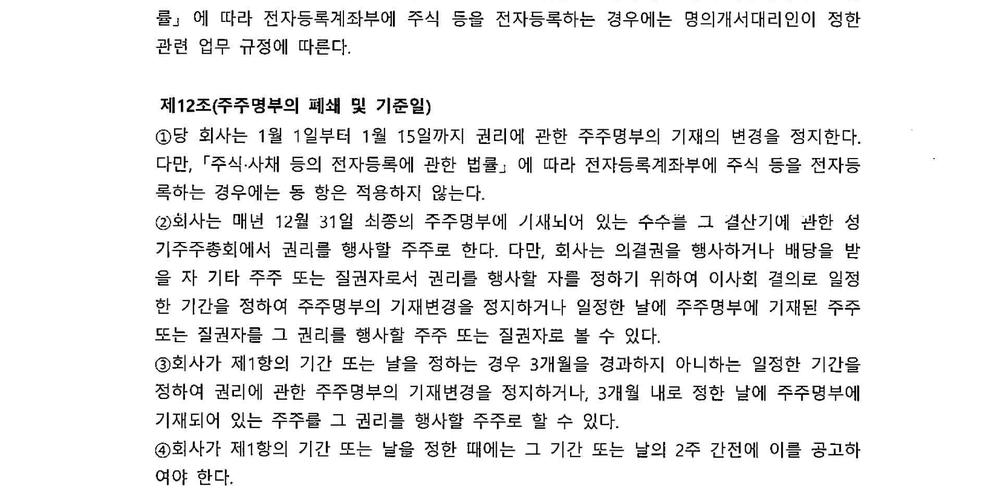 률」에 따라 전자등록계좌부에 주식 등을 전자등록하는 경우에는 명의개서대리인이 정한
관련 업무 규정에 따른다.
제12조(주주명부의 폐쇄 및 기준일)
①당 회사는 1월 1일부터 1월 15일까지 권리에 관한 주주명부의 기재의 변경을 정지한다.
다만, 「주식·사채 등의 전자등록에 관한 법률」에 따라 전자등록계좌부에 주식 등을 전자등
록하는 경우에는 동 항은 적용하지 않는다.
②회사는 매년 12월 31일 최종의 주주명부에 기재되어 있는 주주를 그 결산기에 관한 정
기주주총회에서 권리를 행사할 주주로 한다. 다만, 회사는 의결권을 행사하거나 배당을 받
을 자 기타 주주 또는 질권자로서 권리를 행사할 자를 정하기 위하여 이사회 결의로 일정
한 기간을 정하여 주주명부의 기재변경을 정지하거나 일정한 날에 주주명부에 기재된 주주
또는 질권자를 그 권리를 행사할 주주 또는 질권자로 볼 수 있다.
③회사가 제1항의 기간 또는 날을 정하는 경우 3개월을 경과하지 아니하는 일정한 기간을
정하여 권리에 관한 주주명부의 기재변경을 정지하거나, 3개월 내로 정한 날에 주주명부에
기재되어 있는 주주를 그 권리를 행사할 주주로 할 수 있다.
④회사가 제1항의 기간 또는 날을 정한 때에는 그 기간 또는 날의 2주 간전에 이를 공고하
여야 한다.